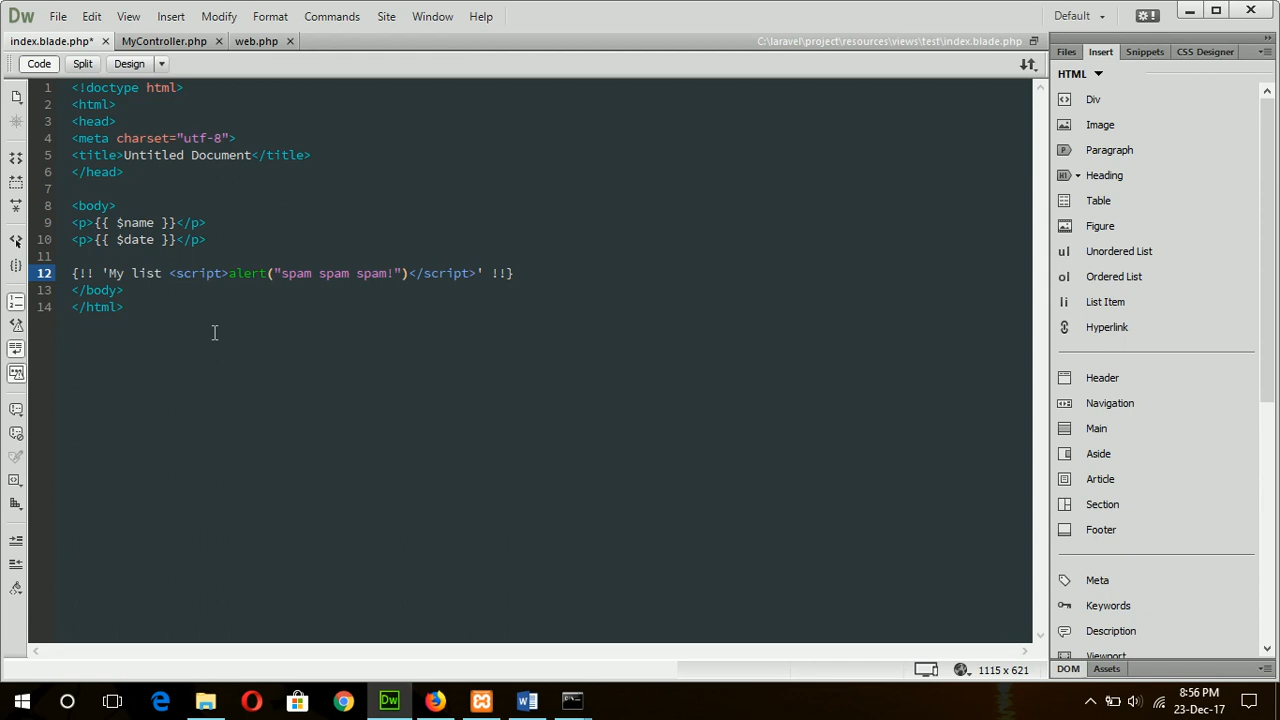 Dw File Edit View Insert Modify Format Commands Site Window Help Default
index.blade.php* MyController.php web.php C:\laravel\project\resources\views\test\index.blade.php
Code Split Design
1 <!doctype html>
2 <html>
3 <head>
4 <meta charset="utf-8">
5 <title>Untitled Document</title>
6 </head>
7
8 <body>
9 <p>{{ $name }}</p>
10 <p>{{ $date }}</p>
11
12 {!! 'My list <script>alert("spam spam spam!")</script>' !!}
13 </body>
14 </html>
Files Insert Snippets CSS Designer
HTML
Div
Image
Paragraph
Heading
Table
Figure
ul Unordered List
ol Ordered List
li List Item
Hyperlink
Header
Navigation
Main
Aside
Article
Section
Footer
Meta
Keywords
Description
Viewport
1115 x 621
DOM Assets
Dw
8:56 PM
23-Dec-17